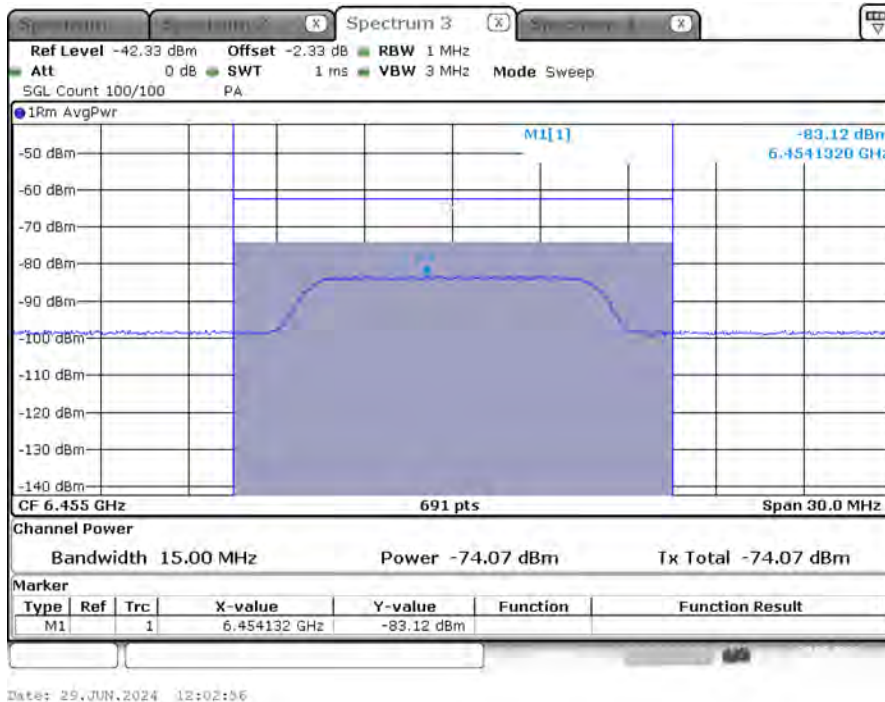 Spectrum 3 X X X
Ref Level -42.33 dBm Offset -2.33 dB RBW 1 MHz
Att 0 dB SWT 1 ms VBW 3 MHz Mode Sweep
SGL Count 100/100 PA
1Rm AvgPwr
M1[1] -83.12 dBm
6.4541320 GHz
-50 dBm
-60 dBm
-70 dBm
-80 dBm
-90 dBm
-100 dBm
-110 dBm
-120 dBm
-130 dBm
-140 dBm
CF 6.455 GHz 691 pts Span 30.0 MHz
Channel Power
Bandwidth 15.00 MHz Power -74.07 dBm Tx Total -74.07 dBm
Marker
Type Ref Trc X-value Y-value Function Function Result
M1 1 6.454132 GHz -83.12 dBm
Date: 29.JUN.2024 12:02:56